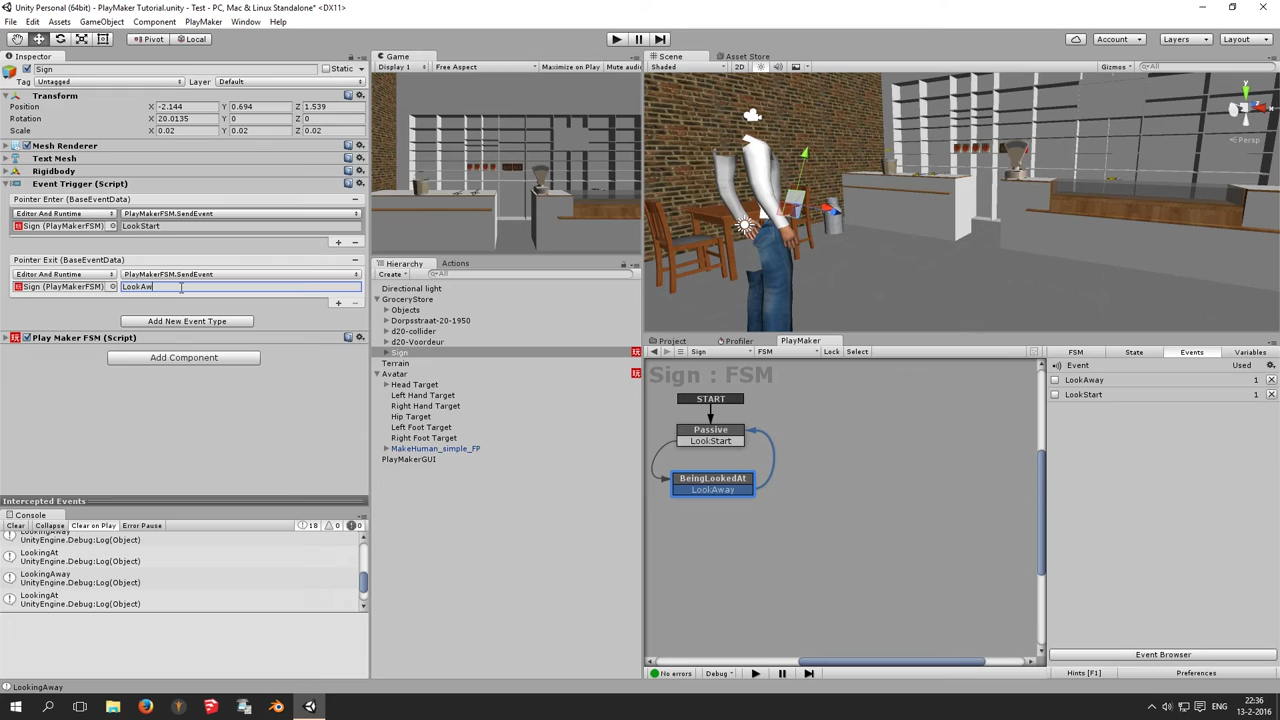 Unity Personal (64bit) - PlayMaker Tutorial.unity - Test - PC, Mac & Linux Standalone* <DX11>
File Edit Assets GameObject Component PlayMaker Window Help
Pivot Local Account Layers Layout
Inspector
Sign Static
Tag Untagged Layer Default
Transform
Position X -2.144 Y 0.694 Z 1.539
Rotation X 20.0135 Y 0 Z 0
Scale X 0.02 Y 0.02 Z 0.02
Mesh Renderer
Text Mesh
Rigidbody
Event Trigger (Script)
Pointer Enter (BaseEventData)
Editor And Runtime PlayMakerFSM.SendEvent
Sign (PlayMakerFSM) LookStart
Pointer Exit (BaseEventData)
Editor And Runtime PlayMakerFSM.SendEvent
Sign (PlayMakerFSM) LookAw
Add New Event Type
Play Maker FSM (Script)
Add Component
Intercepted Events
Console
Clear Collapse Clear on Play Error Pause 18 0 0
LookingAway
UnityEngine.Debug:Log(Object)
LookingAt
UnityEngine.Debug:Log(Object)
LookingAway
UnityEngine.Debug:Log(Object)
LookingAt
UnityEngine.Debug:Log(Object)
LookingAway
Game
Display 1 Free Aspect Maximize on Play Mute audio
Hierarchy Actions
Create All
Directional light
GroceryStore
Objects
Dorpsstraat-20-1950
d20-collider
d20-Voordeur
Sign
Terrain
Avatar
Head Target
Left Hand Target
Right Hand Target
Hip Target
Left Foot Target
Right Foot Target
MakeHuman_simple_FP
PlayMakerGUI
Scene Asset Store
Shaded 2D Gizmos All
y
Persp
Project Profiler PlayMaker
Sign FSM Lock Select
Sign : FSM
START
Passive
LookStart
BeingLookedAt
LookAway
No errors Debug
FSM State Events Variables
Event Used
LookAway 1
LookStart 1
Event Browser
Hints [F1] Preferences
ENG
22:36
13-2-2016